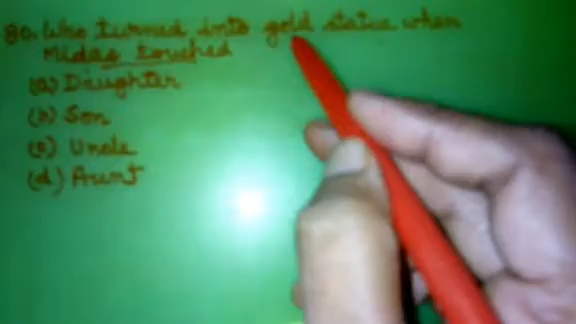 80. Who turned into gold statue when
Midas touched
(a) Daughter
(b) Son
(c) Uncle
(d) Aunt